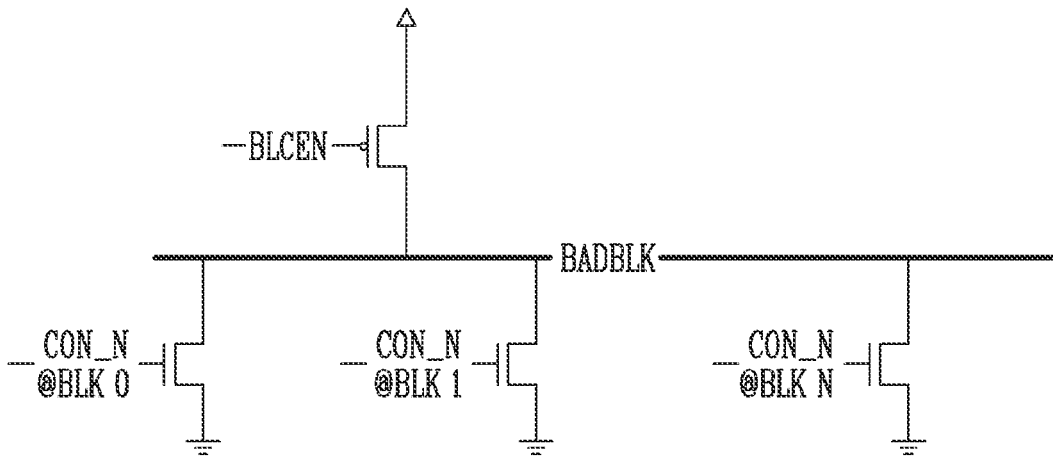 BLCEN
BADBLK
CON_N
@BLK 0
CON_N
@BLK 1
CON_N
@BLK N